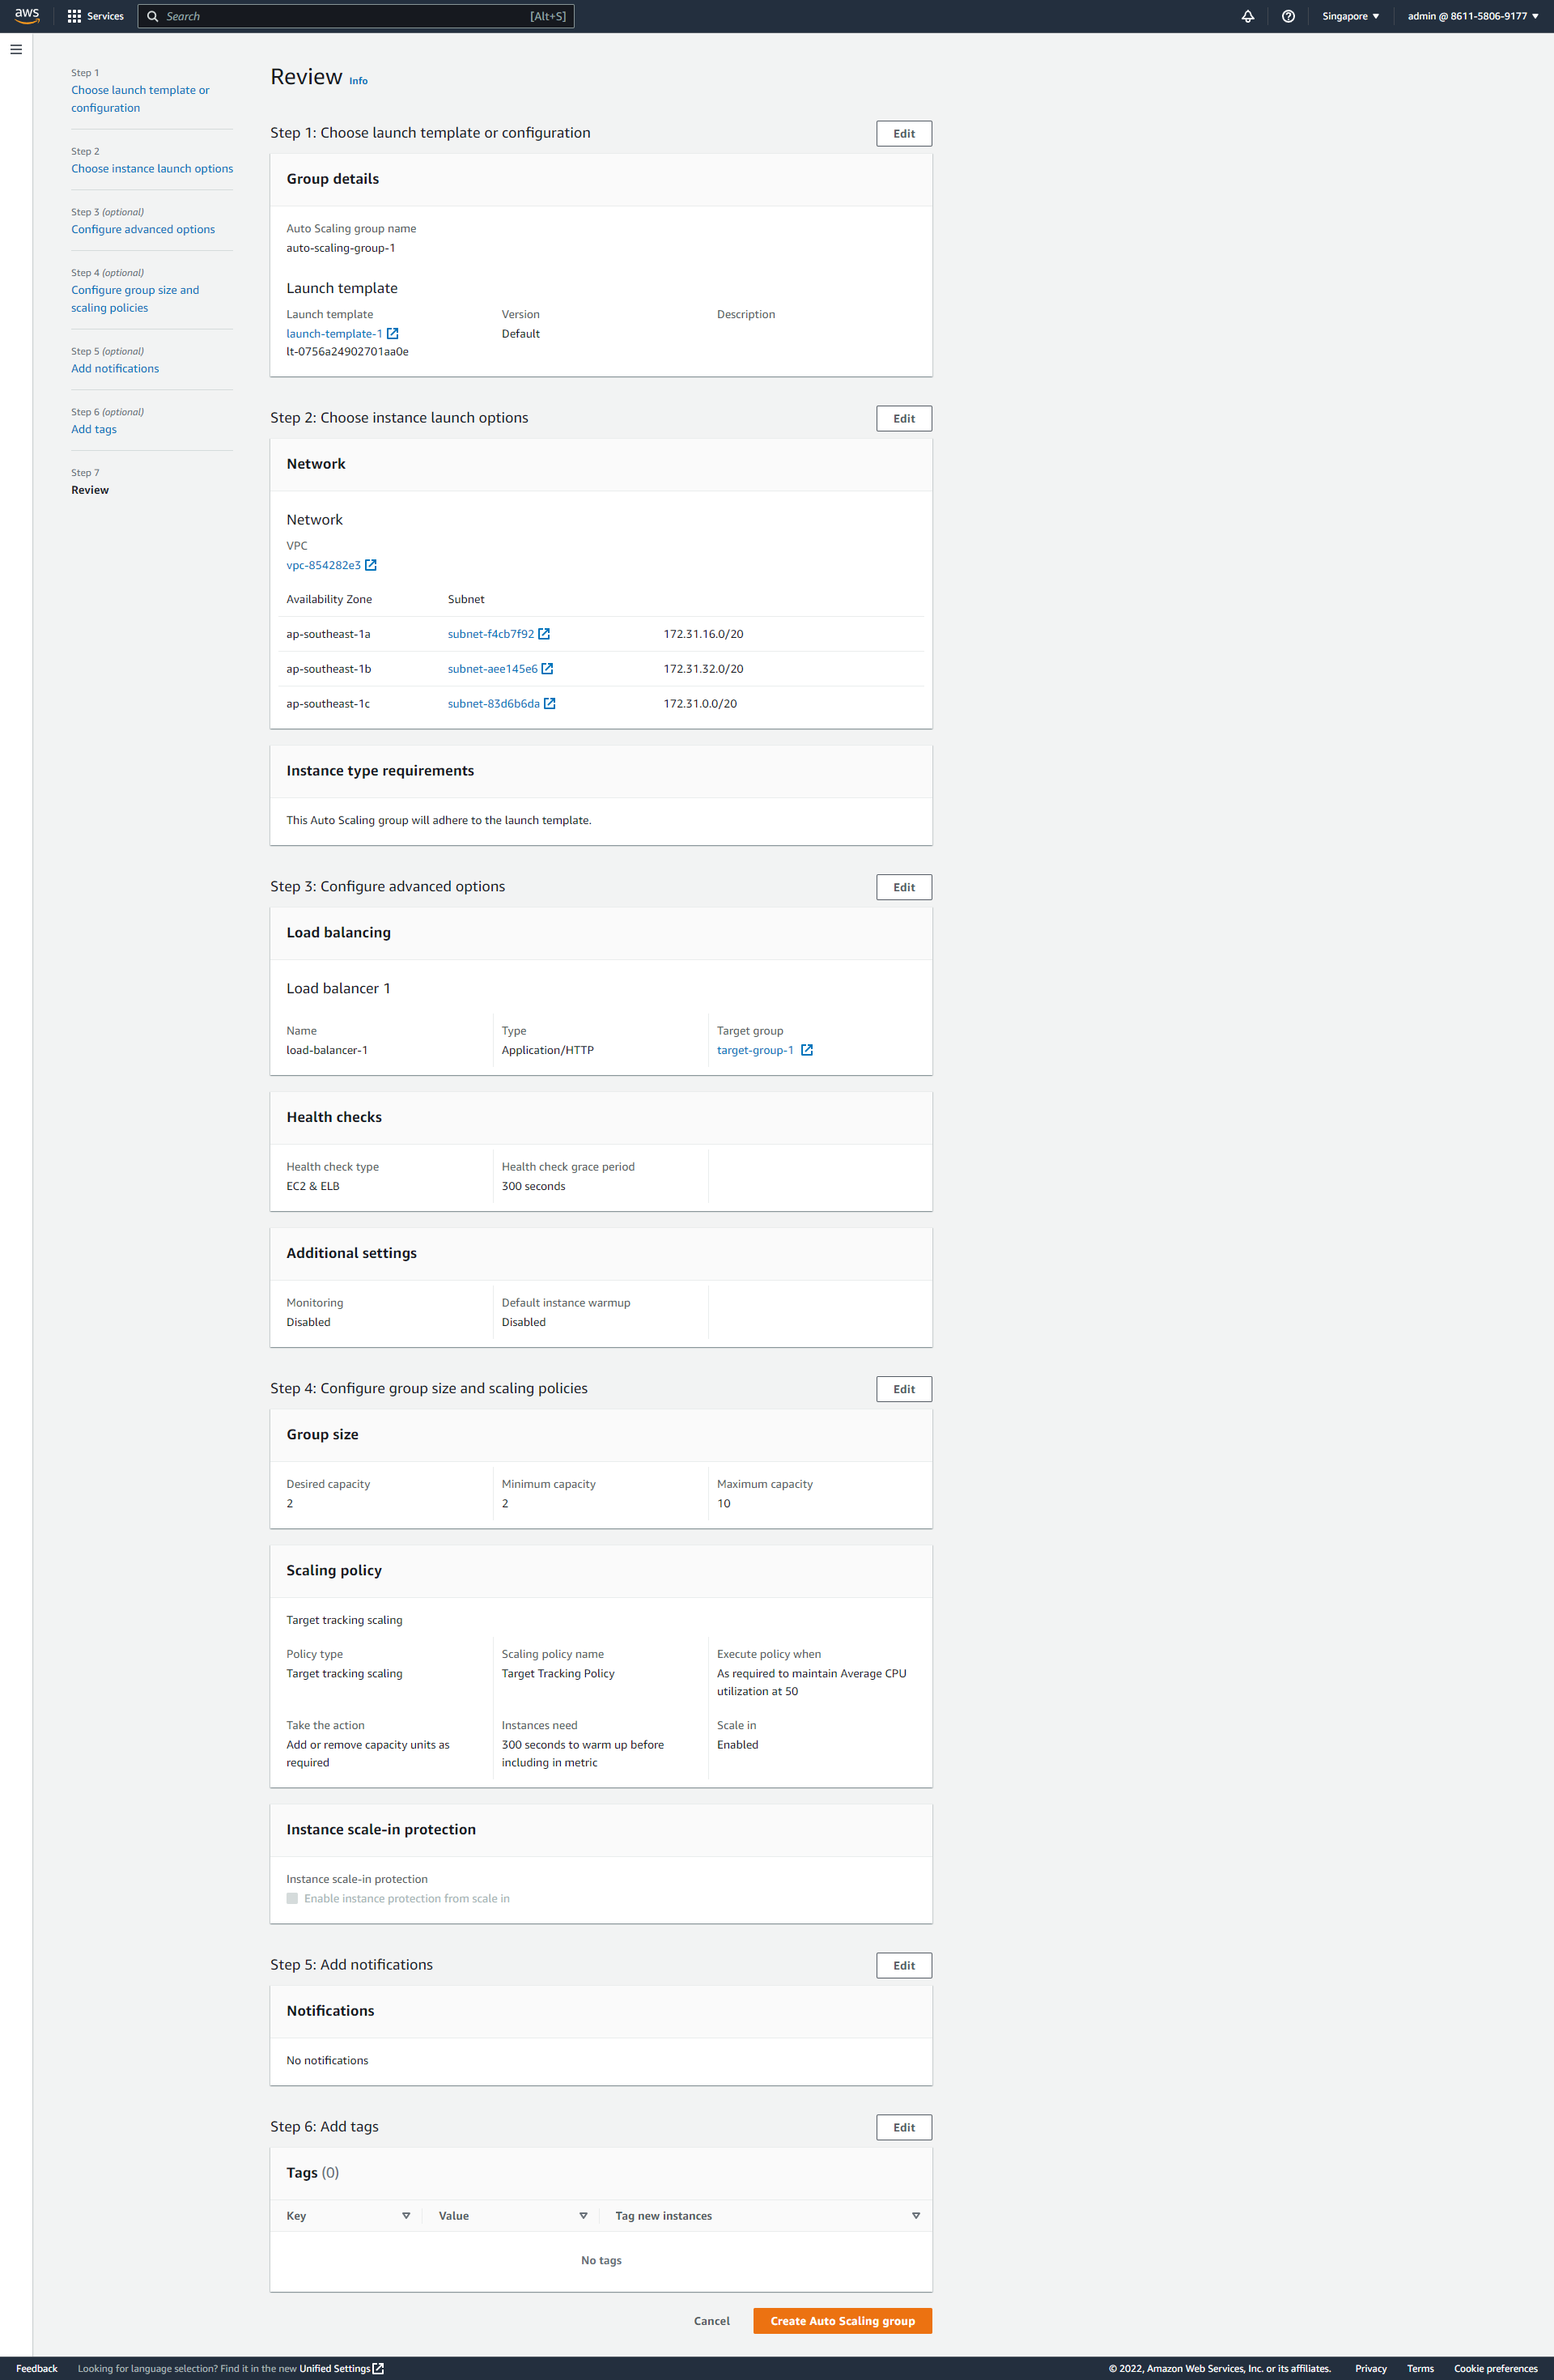 aws
Services
Search [Alt+S]
Singapore
admin @ 8611-5806-9177
Step 1
Choose launch template or
configuration
Step 2
Choose instance launch options
Step 3 (optional)
Configure advanced options
Step 4 (optional)
Configure group size and
scaling policies
Step 5 (optional)
Add notifications
Step 6 (optional)
Add tags
Step 7
Review
Review Info
Step 1: Choose launch template or configuration Edit
Group details
Auto Scaling group name
auto-scaling-group-1
Launch template
Launch template Version Description
launch-template-1 Default
lt-0756a24902701aa0e
Step 2: Choose instance launch options Edit
Network
Network
VPC
vpc-854282e3
Availability Zone Subnet
ap-southeast-1a subnet-f4cb7f92 172.31.16.0/20
ap-southeast-1b subnet-aee145e6 172.31.32.0/20
ap-southeast-1c subnet-83d6b6da 172.31.0.0/20
Instance type requirements
This Auto Scaling group will adhere to the launch template.
Step 3: Configure advanced options Edit
Load balancing
Load balancer 1
Name Type Target group
load-balancer-1 Application/HTTP target-group-1
Health checks
Health check type Health check grace period
EC2 & ELB 300 seconds
Additional settings
Monitoring Default instance warmup
Disabled Disabled
Step 4: Configure group size and scaling policies Edit
Group size
Desired capacity Minimum capacity Maximum capacity
2 2 10
Scaling policy
Target tracking scaling
Policy type Scaling policy name Execute policy when
Target tracking scaling Target Tracking Policy As required to maintain Average CPU
utilization at 50
Take the action Instances need Scale in
Add or remove capacity units as 300 seconds to warm up before Enabled
required including in metric
Instance scale-in protection
Instance scale-in protection
Enable instance protection from scale in
Step 5: Add notifications Edit
Notifications
No notifications
Step 6: Add tags Edit
Tags (0)
Key Value Tag new instances
No tags
Cancel Create Auto Scaling group
Feedback Looking for language selection? Find it in the new Unified Settings © 2022, Amazon Web Services, Inc. or its affiliates. Privacy Terms Cookie preferences